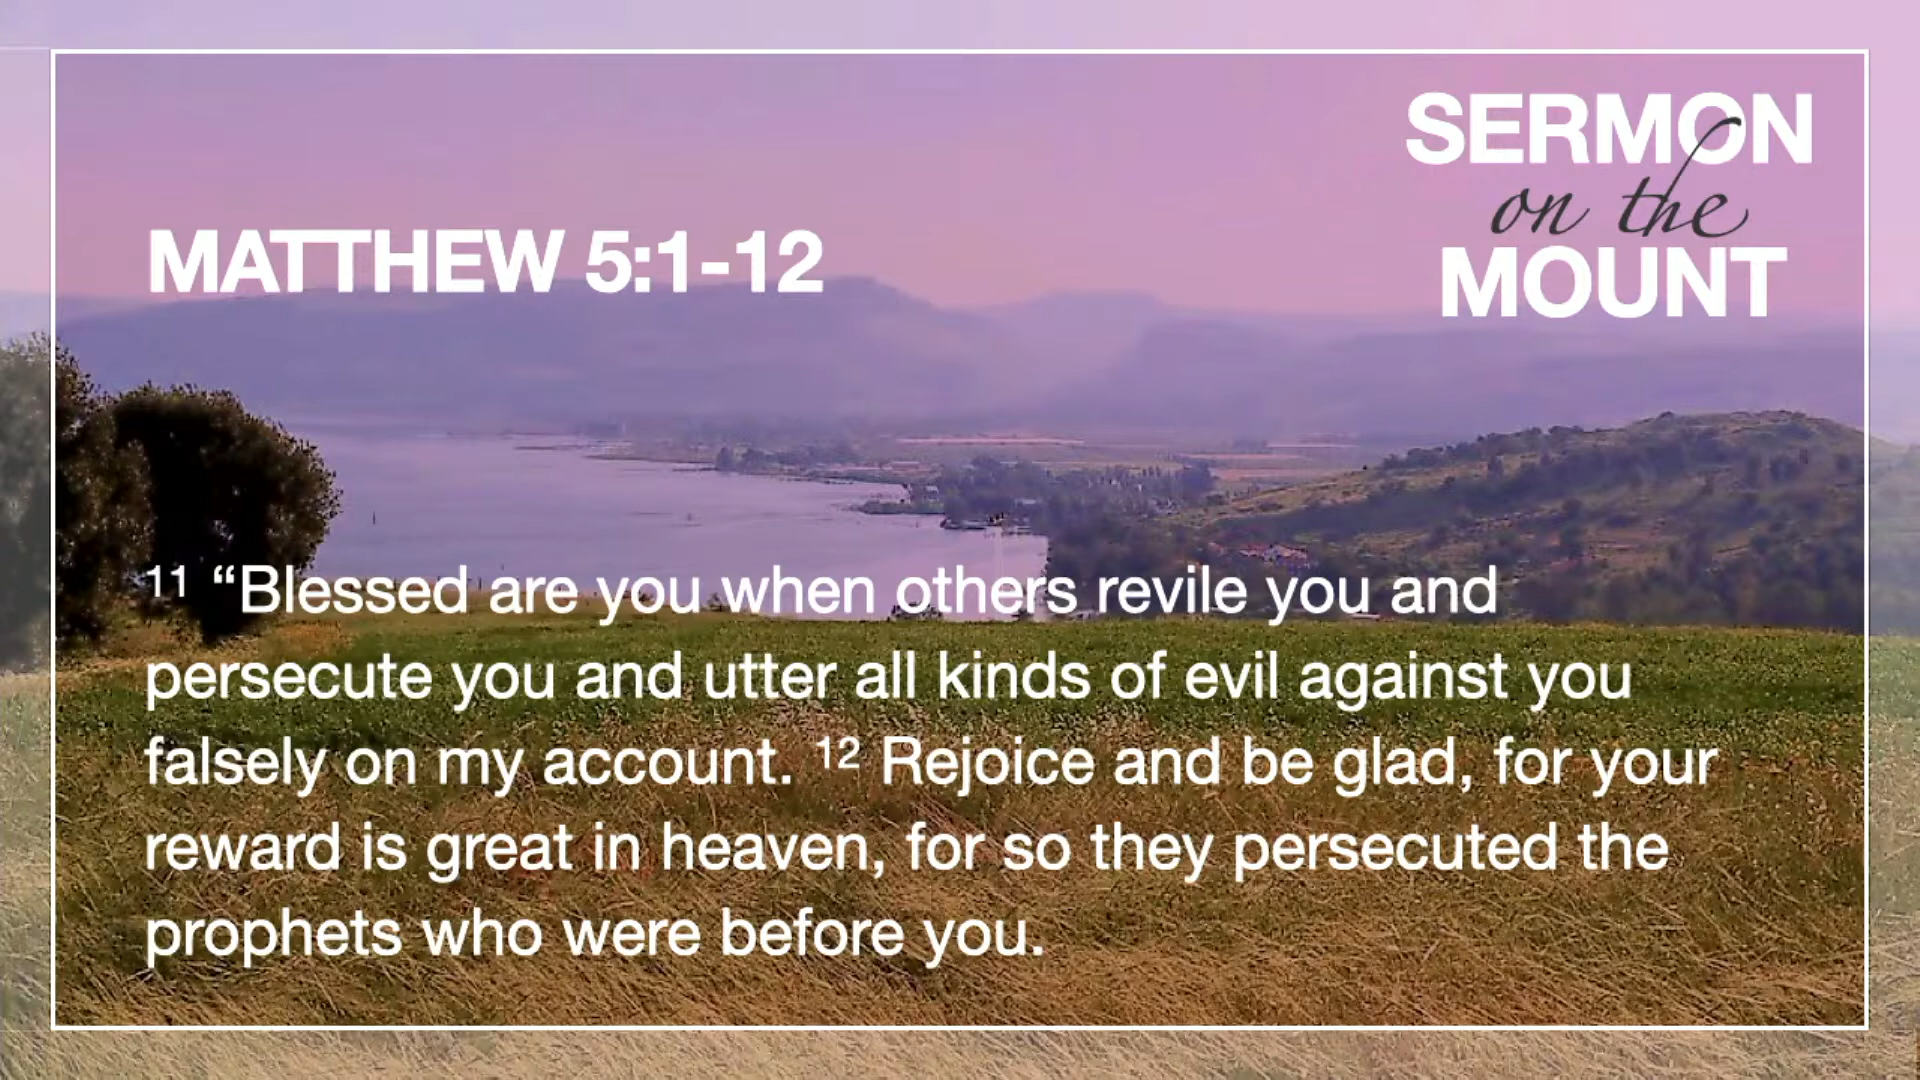 SERMON
on the
MOUNT
MATTHEW 5:1-12
¹¹ “Blessed are you when others revile you and
persecute you and utter all kinds of evil against you
falsely on my account. ¹² Rejoice and be glad, for your
reward is great in heaven, for so they persecuted the
prophets who were before you.